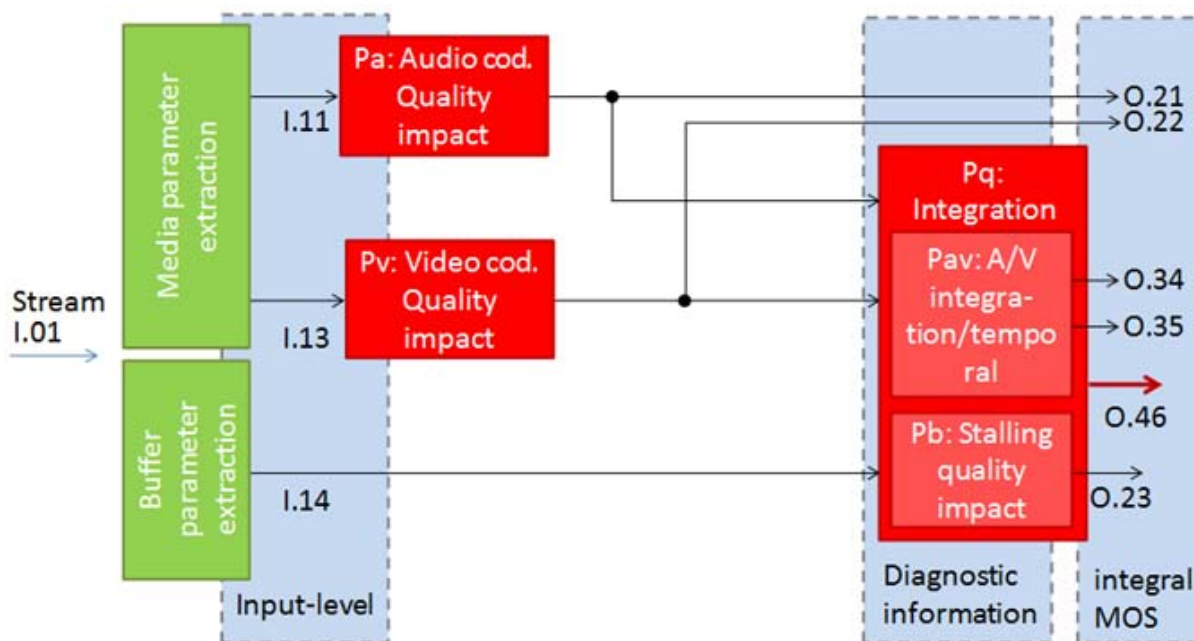 Stream
I.01
Media parameter
extraction
Buffer
parameter
extraction
I.11
I.13
I.14
Input-level
Pa: Audio cod.
Quality
impact
Pv: Video cod.
Quality
impact
Pq:
Integration
Pav: A/V
integra-
tion/tempo
ral
Pb: Stalling
quality
impact
Diagnostic
information
O.21
O.22
O.34
O.35
O.46
O.23
integral
MOS